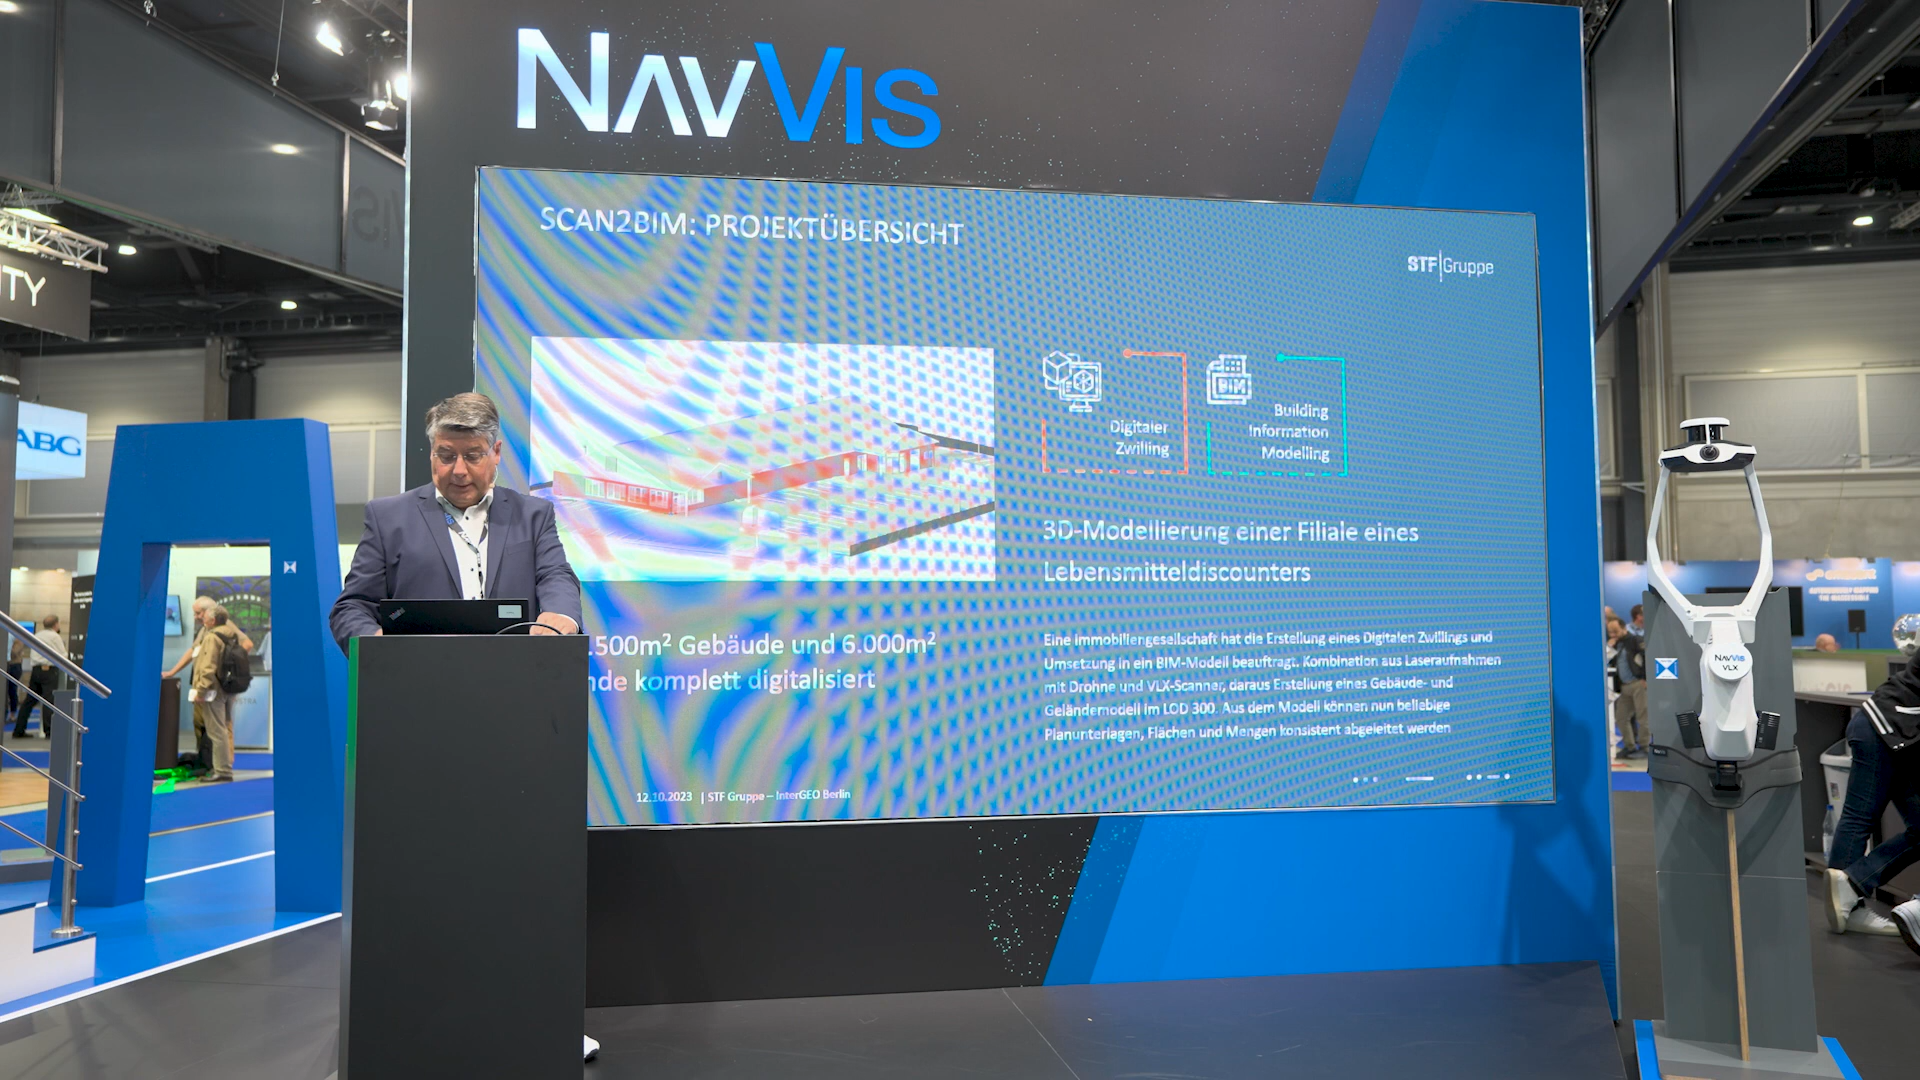 NAVVIS
SCAN2BIM: PROJEKTÜBERSICHT
STF|Gruppe
Digitaler
Zwilling
BIM
Building
Information
Modelling
3D-Modellierung einer Filiale eines
Lebensmitteldiscounters
.500m² Gebäude und 6.000m²
nde komplett digitalisiert
Eine Immobiliengesellschaft hat die Erstellung eines Digitalen Zwillings und
Umsetzung in ein BIM-Modell beauftragt. Kombination aus Laseraufnahmen
mit Drohne und VLX-Scanner, daraus Erstellung eines Gebäude- und
Geländemodell im LOD 300. Aus dem Modell können nun beliebige
Planunterlagen, Flächen und Mengen konsistent abgeleitet werden
12.10.2023 | STF Gruppe – InterGEO Berlin
ITY
ABG
NAVVIS
VLX